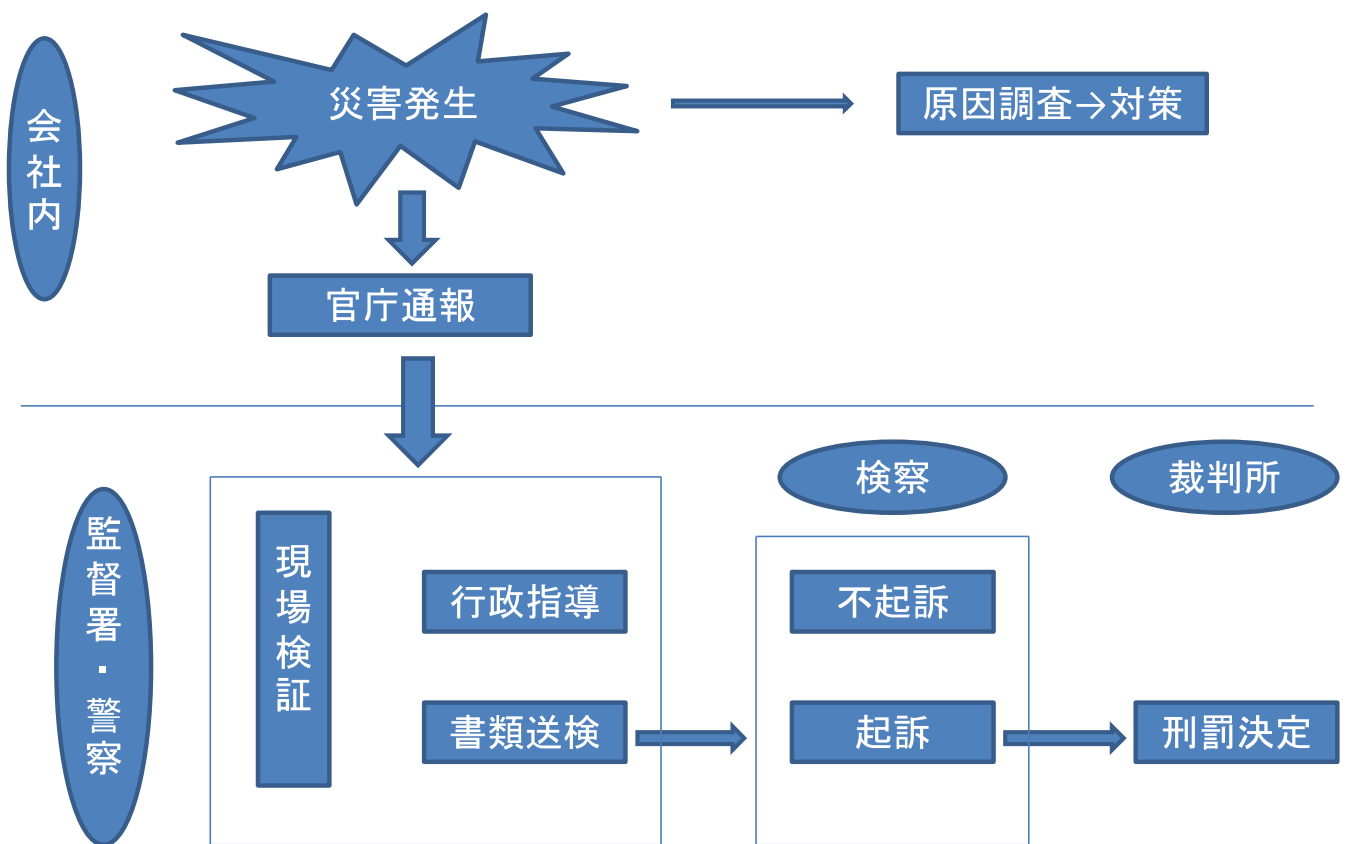 会社内
災害発生
原因調査→対策
官庁通報
監督署・警察
現場検証
行政指導
書類送検
検察
不起訴
起訴
裁判所
刑罰決定